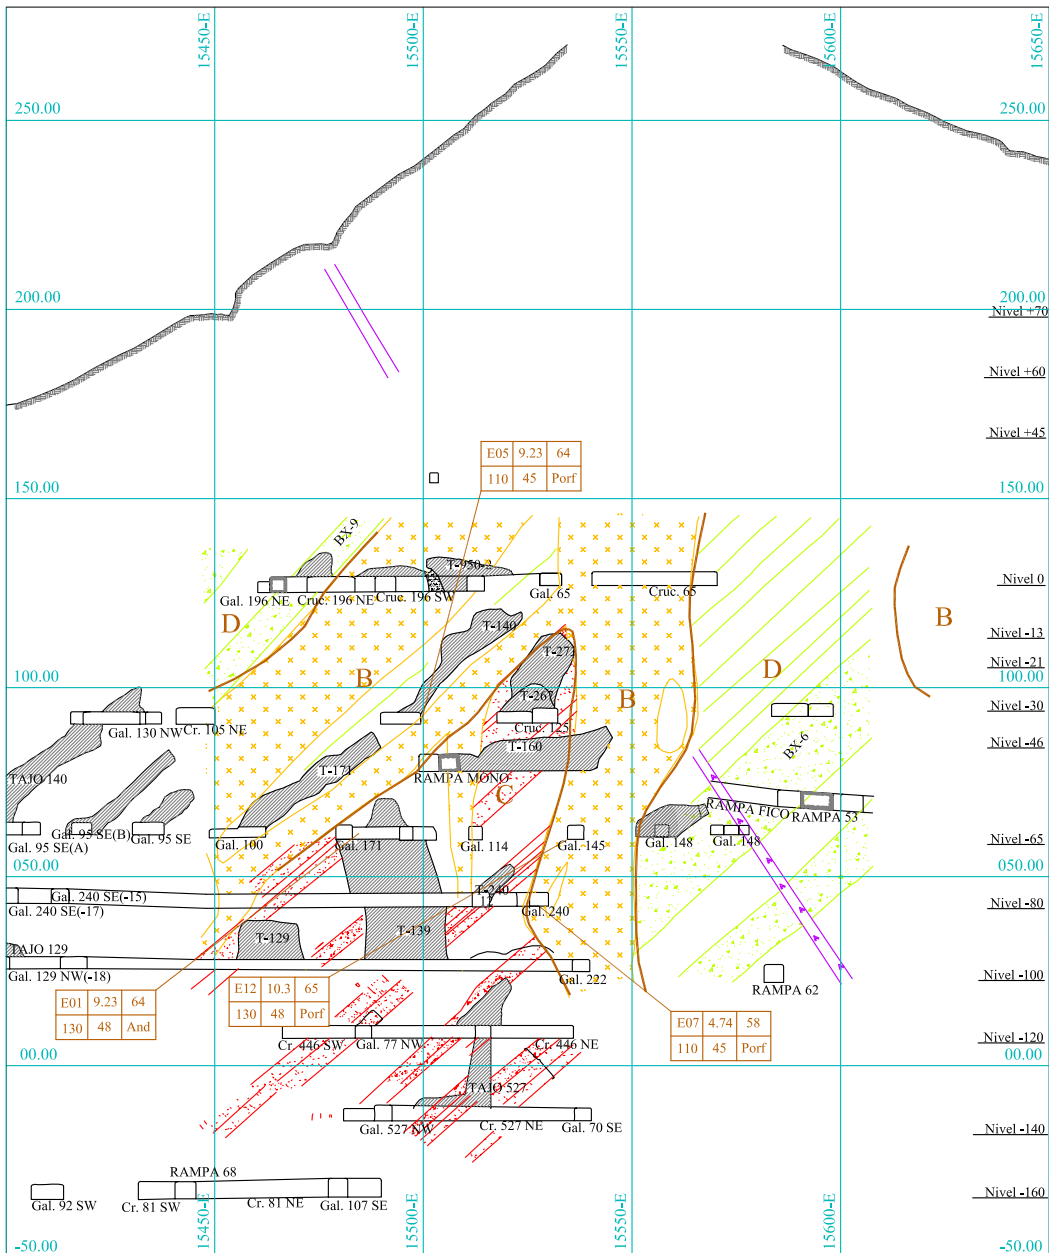 15450-E
15500-E
15550-E
15600-E
15650-E
250.00
250.00
200.00
200.00
Nivel +70
Nivel +60
Nivel +45
E05 9.23 64
110 45 Porf
150.00
150.00
BX-9
T-950-2
Nivel 0
Gal. 196 NE
Cruc. 196 NE
Cruc. 196 SW
Gal. 65
Cruc. 65
D
B
T-140
Nivel -13
T-271
Nivel -21
B
D
B
100.00
100.00
T-267
Nivel -30
Gal. 130 NW
Cr. 105 NE
Cruc. 125
Nivel -46
T-160
BX-6
TAJO 140
T-171
RAMPA MONO
C
RAMPA FICO
RAMPA 53
Gal. 95 SE(B)
Gal. 95 SE
Gal. 95 SE(A)
Gal. 100
Gal. 171
Gal. 114
Gal. 145
Gal. 148
Gal. 148
Nivel -65
050.00
050.00
Gal. 240 SE(-15)
T-240
12
Gal. 240 SE(-17)
Gal. 240
Nivel -80
T-129
T-139
TAJO 129
Gal. 129 NW(-18)
Gal. 222
RAMPA 62
Nivel -100
E01 9.23 64
130 48 And
E12 10.3 65
130 48 Porf
E07 4.74 58
110 45 Porf
Cr. 446 SW
Gal. 77 NW
Cr. 446 NE
Nivel -120
00.00
00.00
TAJO 527
Gal. 527 NW
Cr. 527 NE
Gal. 70 SE
Nivel -140
RAMPA 68
Gal. 92 SW
Cr. 81 SW
Cr. 81 NE
Gal. 107 SE
Nivel -160
-50.00
-50.00
15450-E
15500-E
15550-E
15600-E